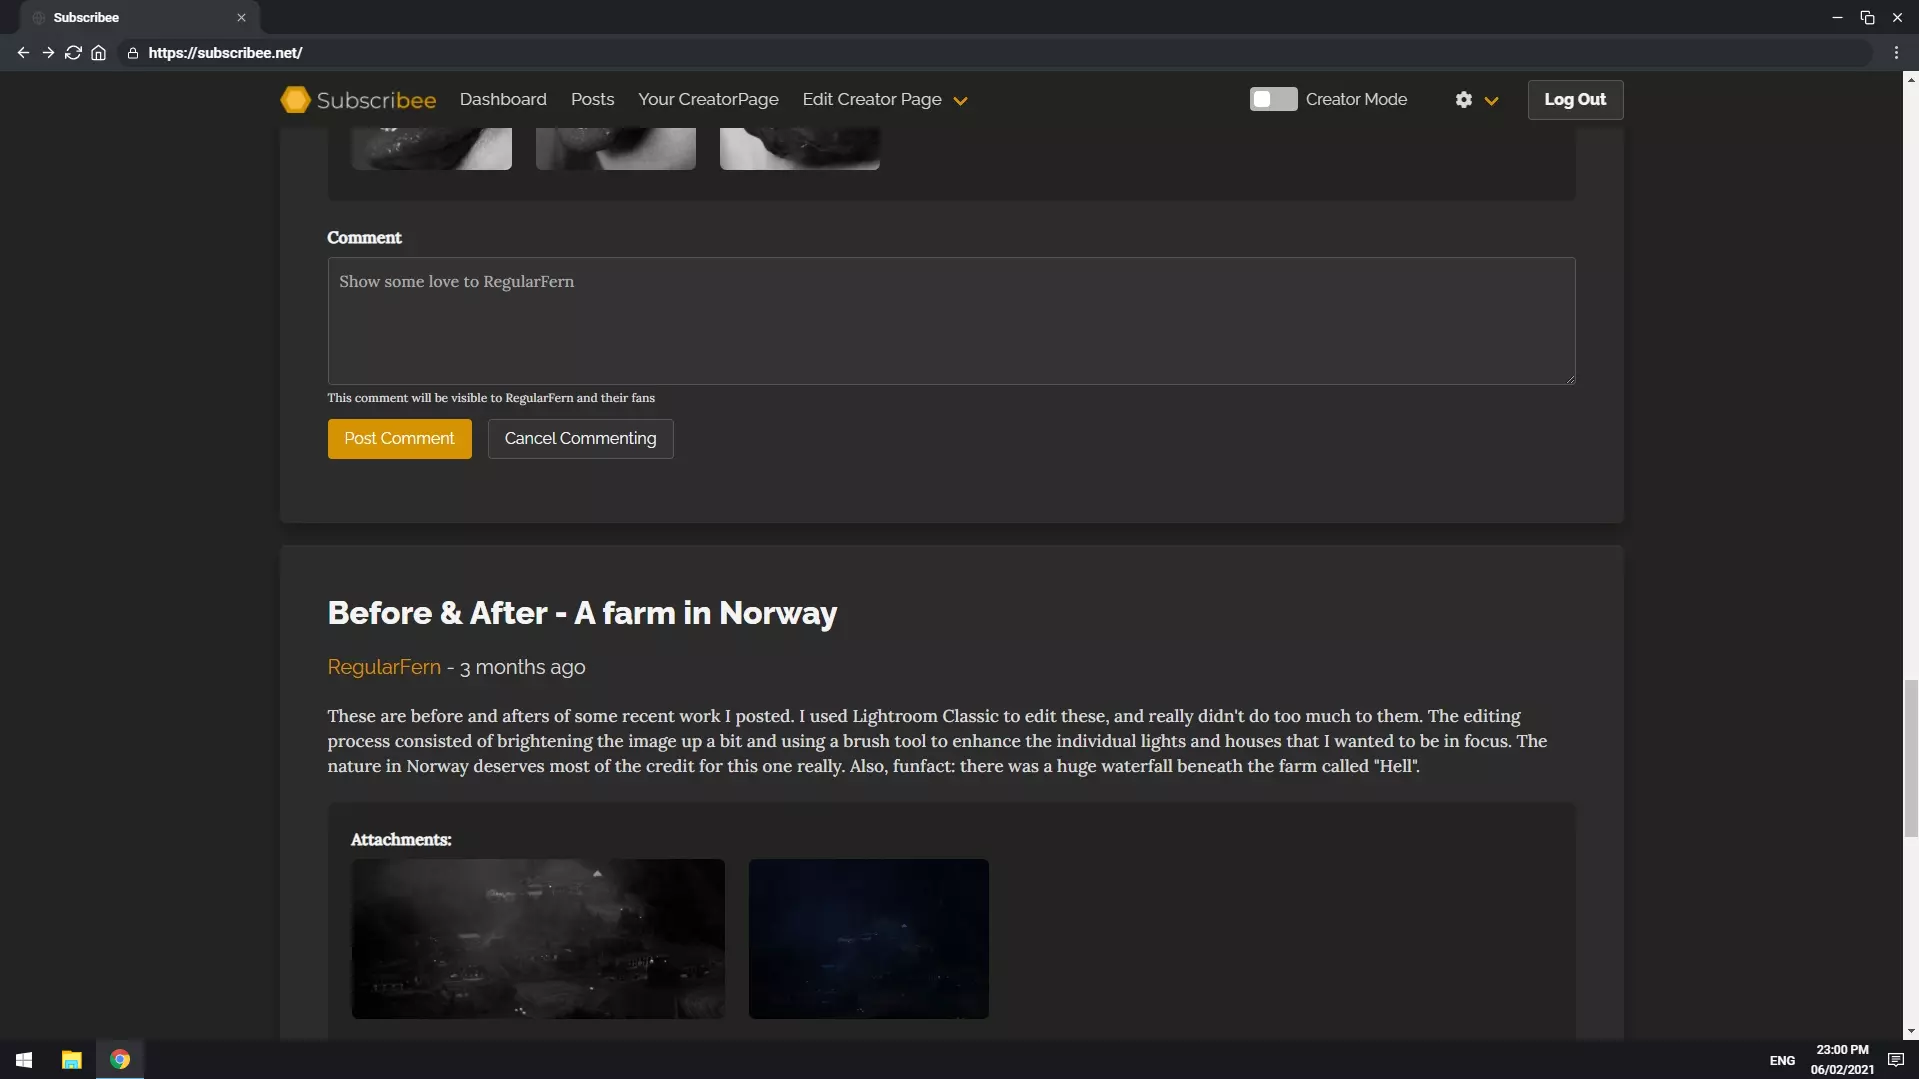 Subscribee
https://subscribee.net/
Subscribee Dashboard Posts Your CreatorPage Edit Creator Page Creator Mode Log Out
Comment
Show some love to RegularFern
This comment will be visible to RegularFern and their fans
Post Comment Cancel Commenting
Before & After - A farm in Norway
RegularFern - 3 months ago
These are before and afters of some recent work I posted. I used Lightroom Classic to edit these, and really didn't do too much to them. The editing
process consisted of brightening the image up a bit and using a brush tool to enhance the individual lights and houses that I wanted to be in focus. The
nature in Norway deserves most of the credit for this one really. Also, funfact: there was a huge waterfall beneath the farm called "Hell".
Attachments:
ENG
23:00 PM
06/02/2021